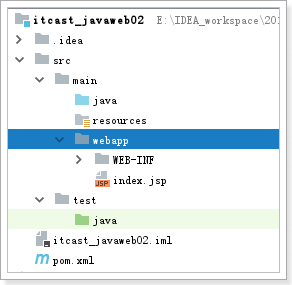 itcast_javaweb02 E:\IDEA_workspace\20
.idea
src
main
java
resources
webapp
WEB-INF
JSP index.jsp
test
java
itcast_javaweb02.iml
m pom.xml